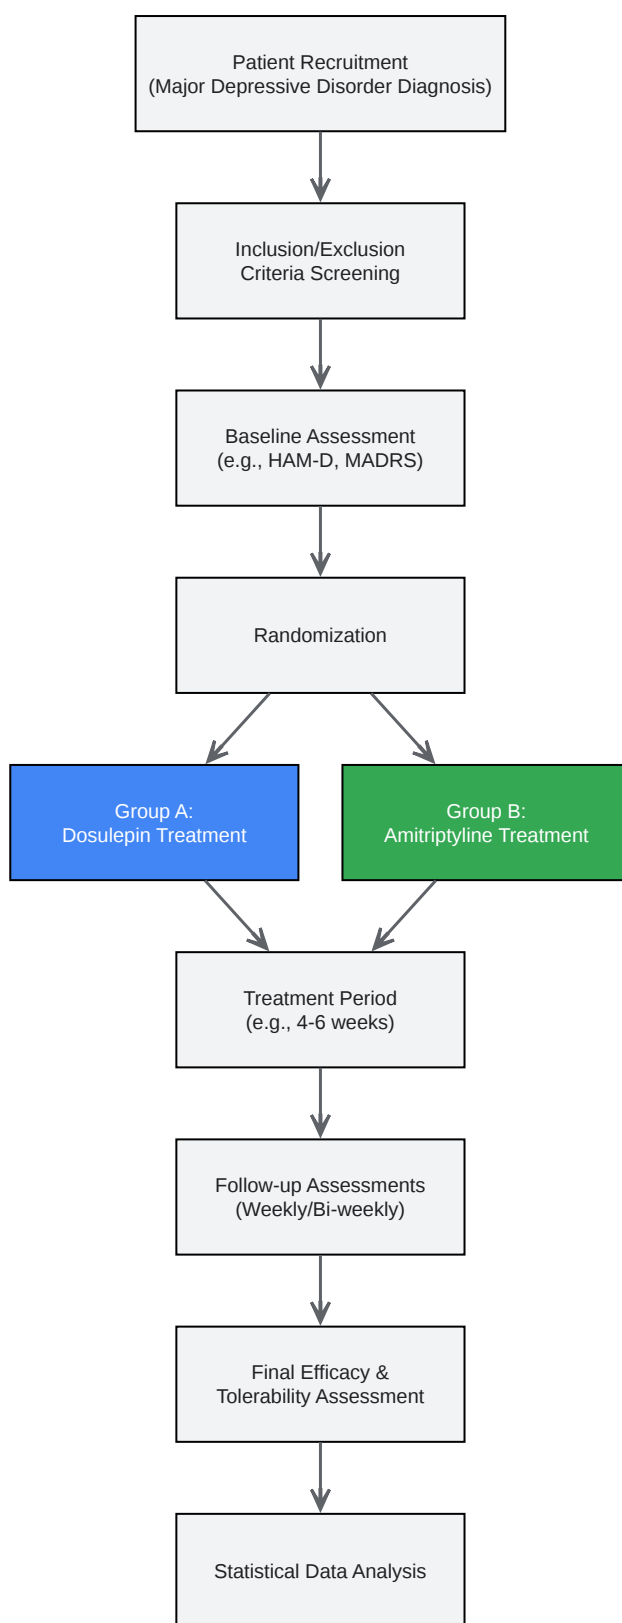 Patient Recruitment
(Major Depressive Disorder Diagnosis)
Inclusion/Exclusion
Criteria Screening
Baseline Assessment
(e.g., HAM-D, MADRS)
Randomization
Group A:
Dosulepin Treatment
Group B:
Amitriptyline Treatment
Treatment Period
(e.g., 4-6 weeks)
Follow-up Assessments
(Weekly/Bi-weekly)
Final Efficacy &
Tolerability Assessment
Statistical Data Analysis